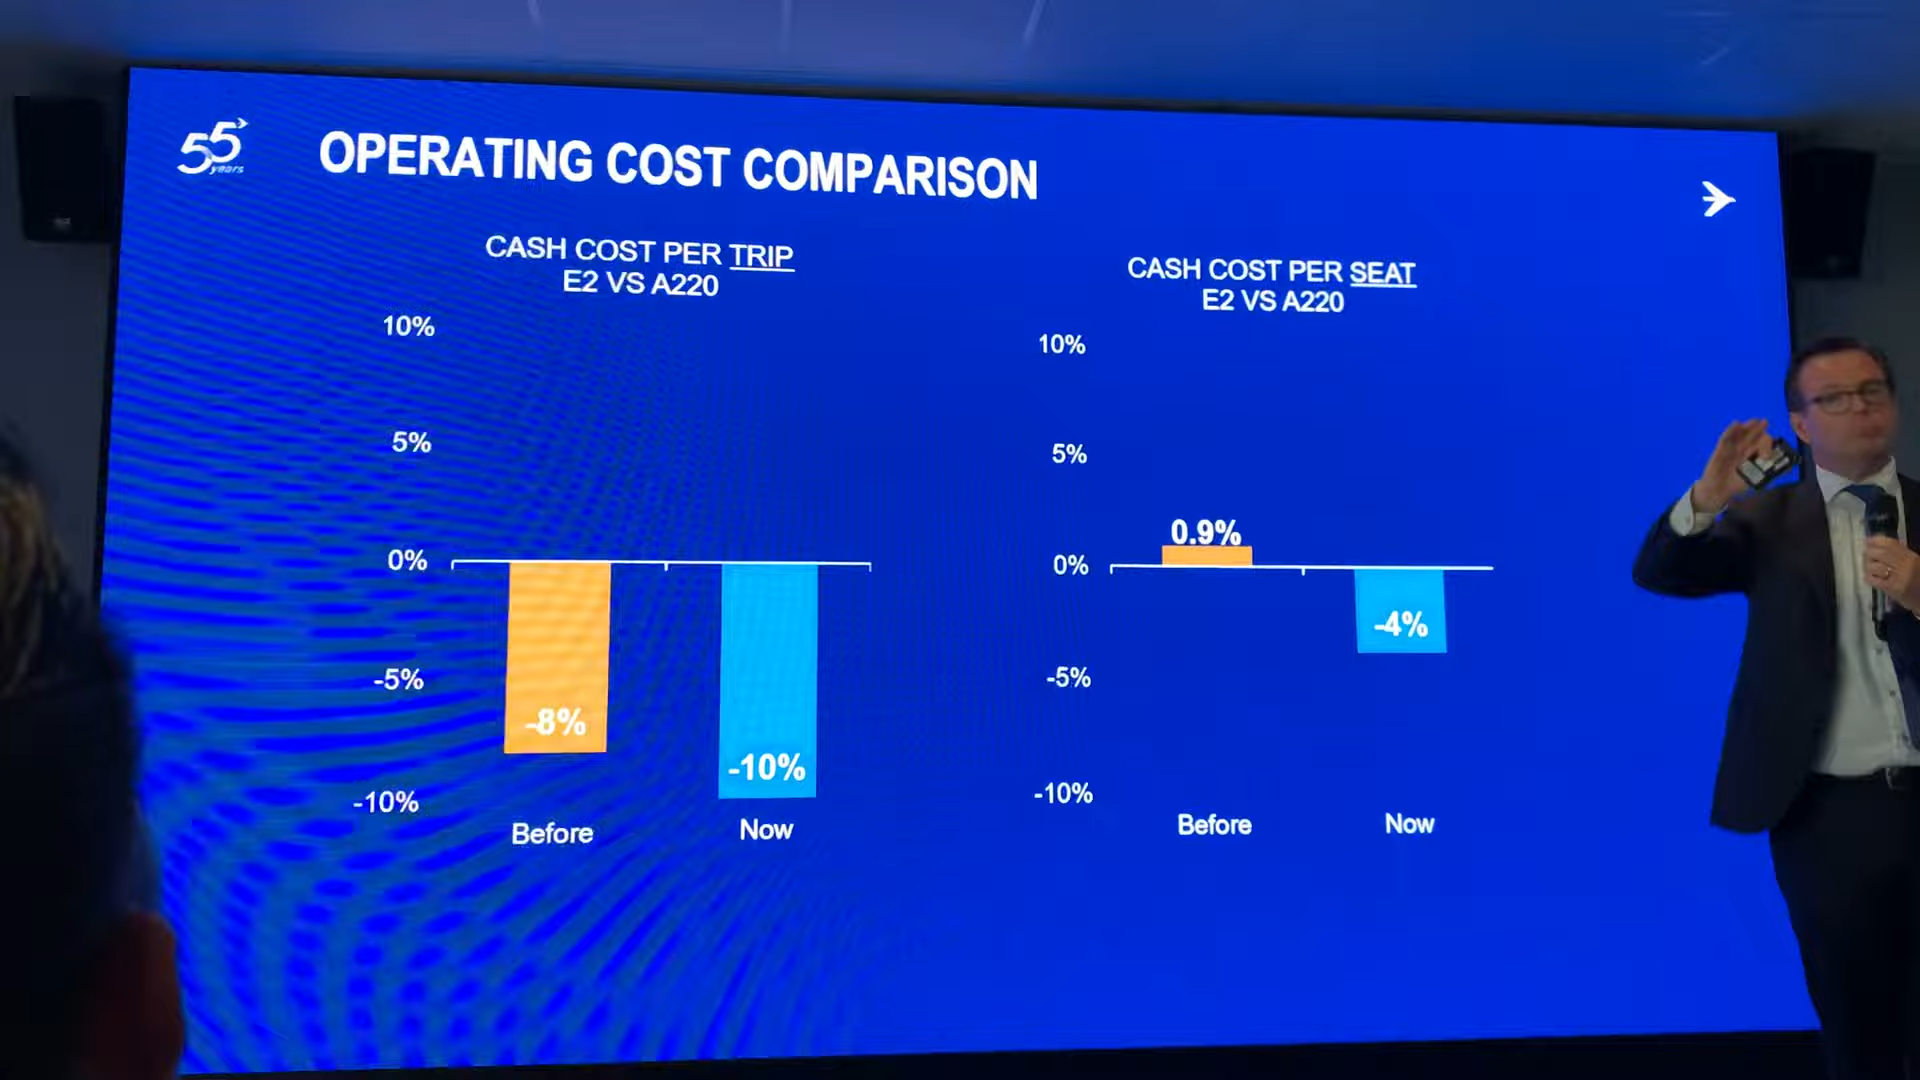 55
years
OPERATING COST COMPARISON
CASH COST PER TRIP
E2 VS A220
10%
5%
0%
-5%
-10%
-8%
-10%
Before
Now
CASH COST PER SEAT
E2 VS A220
10%
5%
0%
-5%
-10%
0.9%
-4%
Before
Now